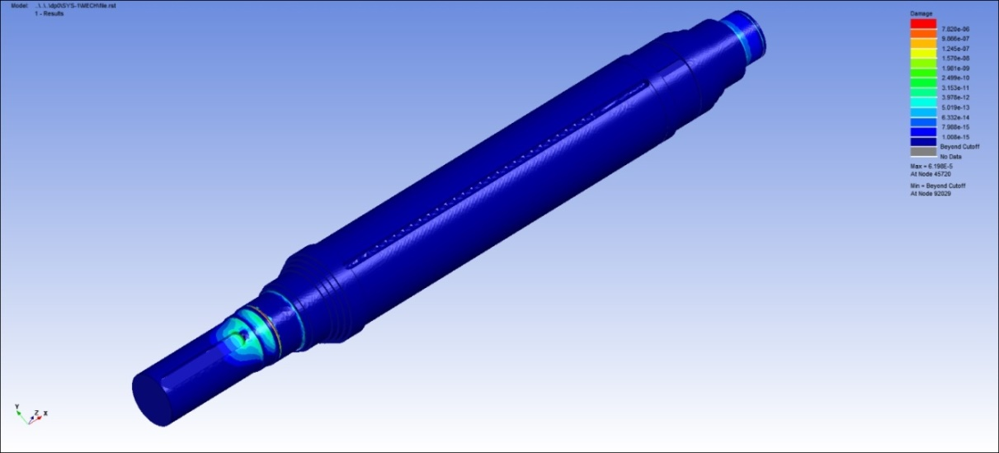 Model: .\..\..\dp0\SYS-1\MECH\file.rst
1 - Results
Damage
7.820e-06
9.866e-07
1.245e-07
1.570e-08
1.981e-09
2.499e-10
3.153e-11
3.978e-12
5.019e-13
6.332e-14
7.988e-15
1.008e-15
Beyond Cutoff
No Data
Max = 6.198E-5
At Node 45720
Min = Beyond Cutoff
At Node 92029
Y
Z X